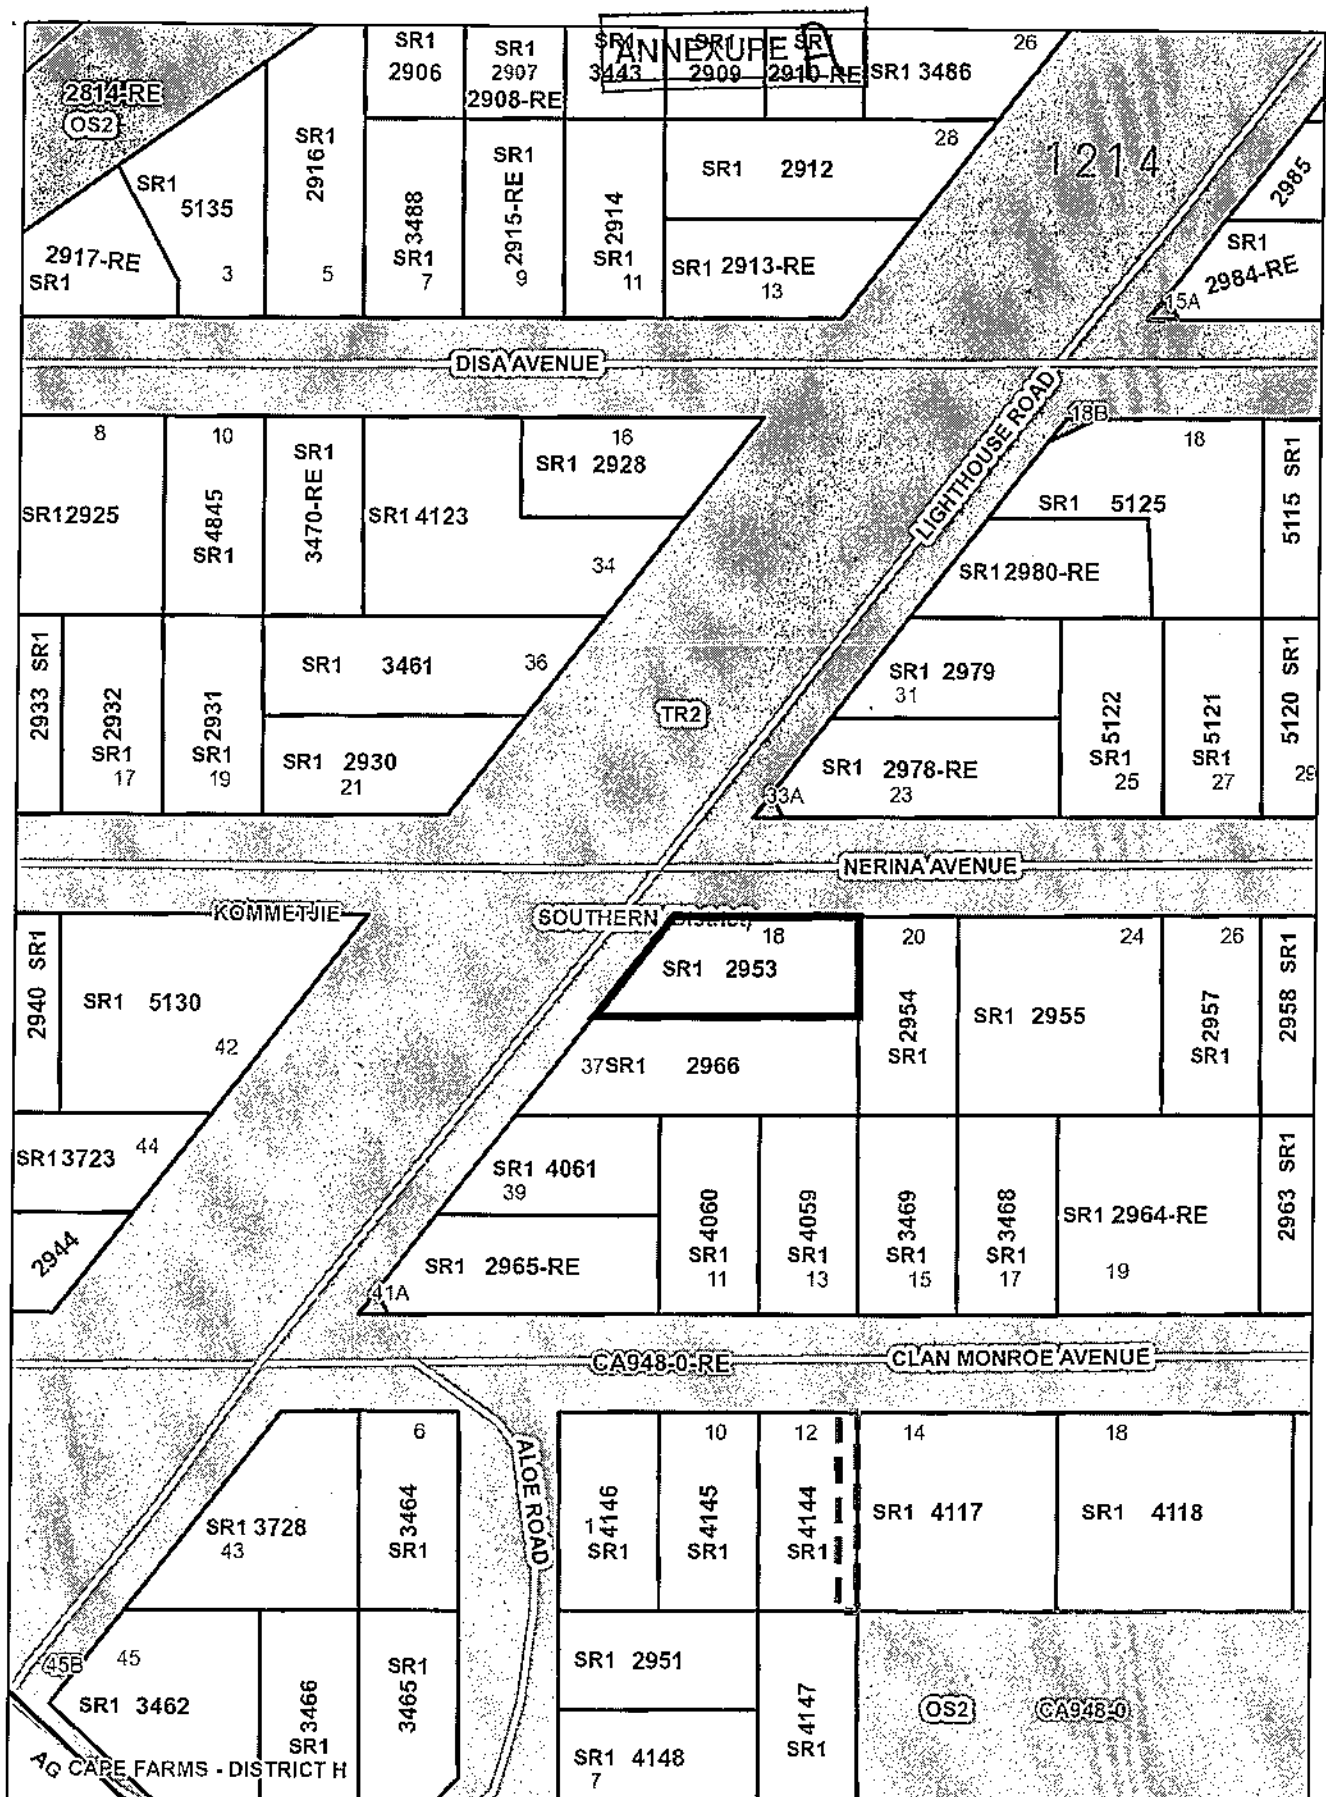 ANNEXURE A
SR1
2906
SR1
2907
2908-RE
SR1
3443
SR1
2909
SR1
2910-RE
SR1 3486
26
2814-RE
OS2
SR1
5135
3
2917-RE
SR1
SR1
2916
5
3488
SR1
7
SR1
2915-RE
9
2914
SR1
11
SR1 2912
28
SR1 2913-RE
13
1214
2985
SR1
2984-RE
15A
DISA AVENUE
LIGHTHOUSE ROAD
8
SR1 2925
10
4845
SR1
SR1
3470-RE
SR1 4123
34
16
SR1 2928
18B
18
SR1 5125
5115 SR1
SR1 2980-RE
2933 SR1
2932
SR1
17
2931
SR1
19
SR1 3461
36
SR1 2930
21
TR2
SR1 2979
31
SR1 2978-RE
23
33A
5122
SR1
25
5121
SR1
27
5120 SR1
29
NERINA AVENUE
KOMMETJIE
SOUTHERN (District)
2940 SR1
SR1 5130
42
18
SR1 2953
20
2954
SR1
24
SR1 2955
26
2957
SR1
2958 SR1
37 SR1 2966
SR1 3723
44
2944
SR1 4061
39
SR1 2965-RE
41A
4060
SR1
11
4059
SR1
13
3469
SR1
15
3468
SR1
17
SR1 2964-RE
19
2963 SR1
CA948-0-RE
CLAN MONROE AVENUE
SR1 3728
43
6
3464
SR1
ALOE ROAD
1
4146
SR1
10
4145
SR1
12
4144
SR1
14
SR1 4117
18
SR1 4118
45B
45
SR1 3462
3466
SR1
SR1
3465
SR1 2951
SR1 4148
7
4147
SR1
OS2
CA948-0
AG
CAPE FARMS - DISTRICT H